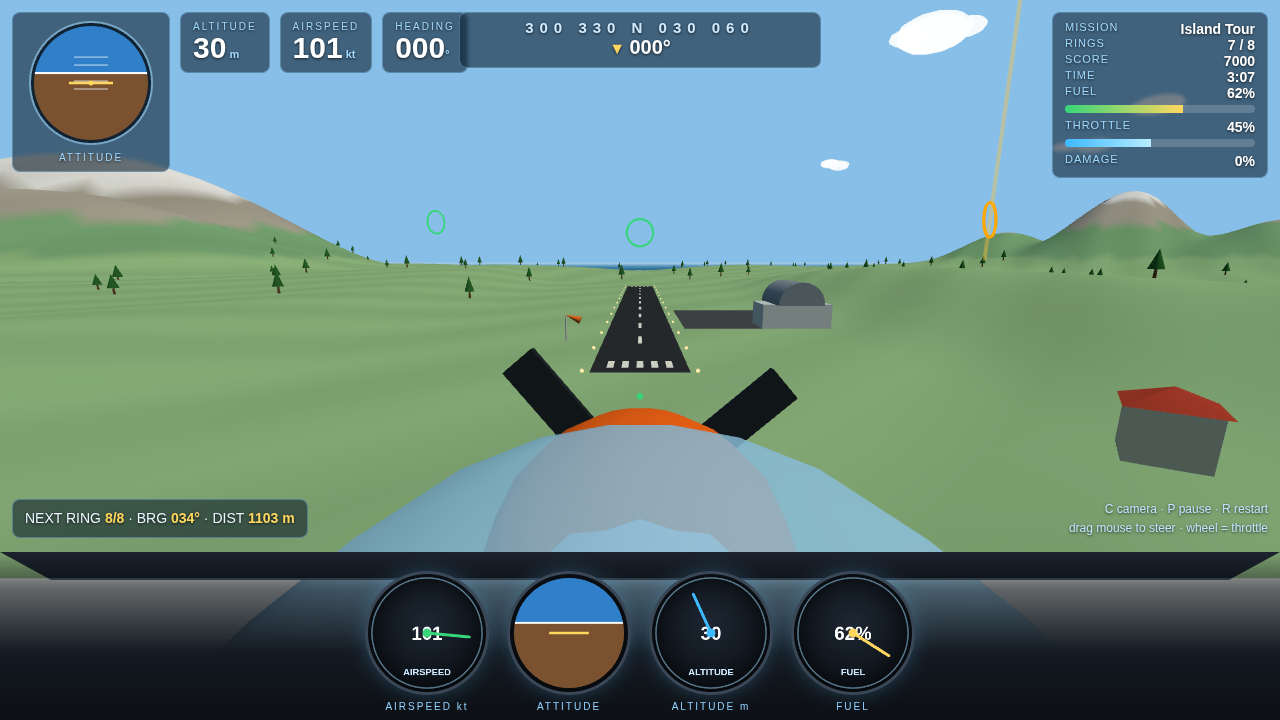 ATTITUDE
ALTITUDE
30 m
AIRSPEED
101 kt
HEADING
000°
300 330 N 030 060
▼ 000°
MISSION Island Tour
RINGS 7 / 8
SCORE 7000
TIME 3:07
FUEL 62%
THROTTLE 45%
DAMAGE 0%
NEXT RING 8/8 · BRG 034° · DIST 1103 m
C camera · P pause · R restart
drag mouse to steer · wheel = throttle
101
AIRSPEED
AIRSPEED kt
ATTITUDE
30
ALTITUDE
ALTITUDE m
62%
FUEL
FUEL